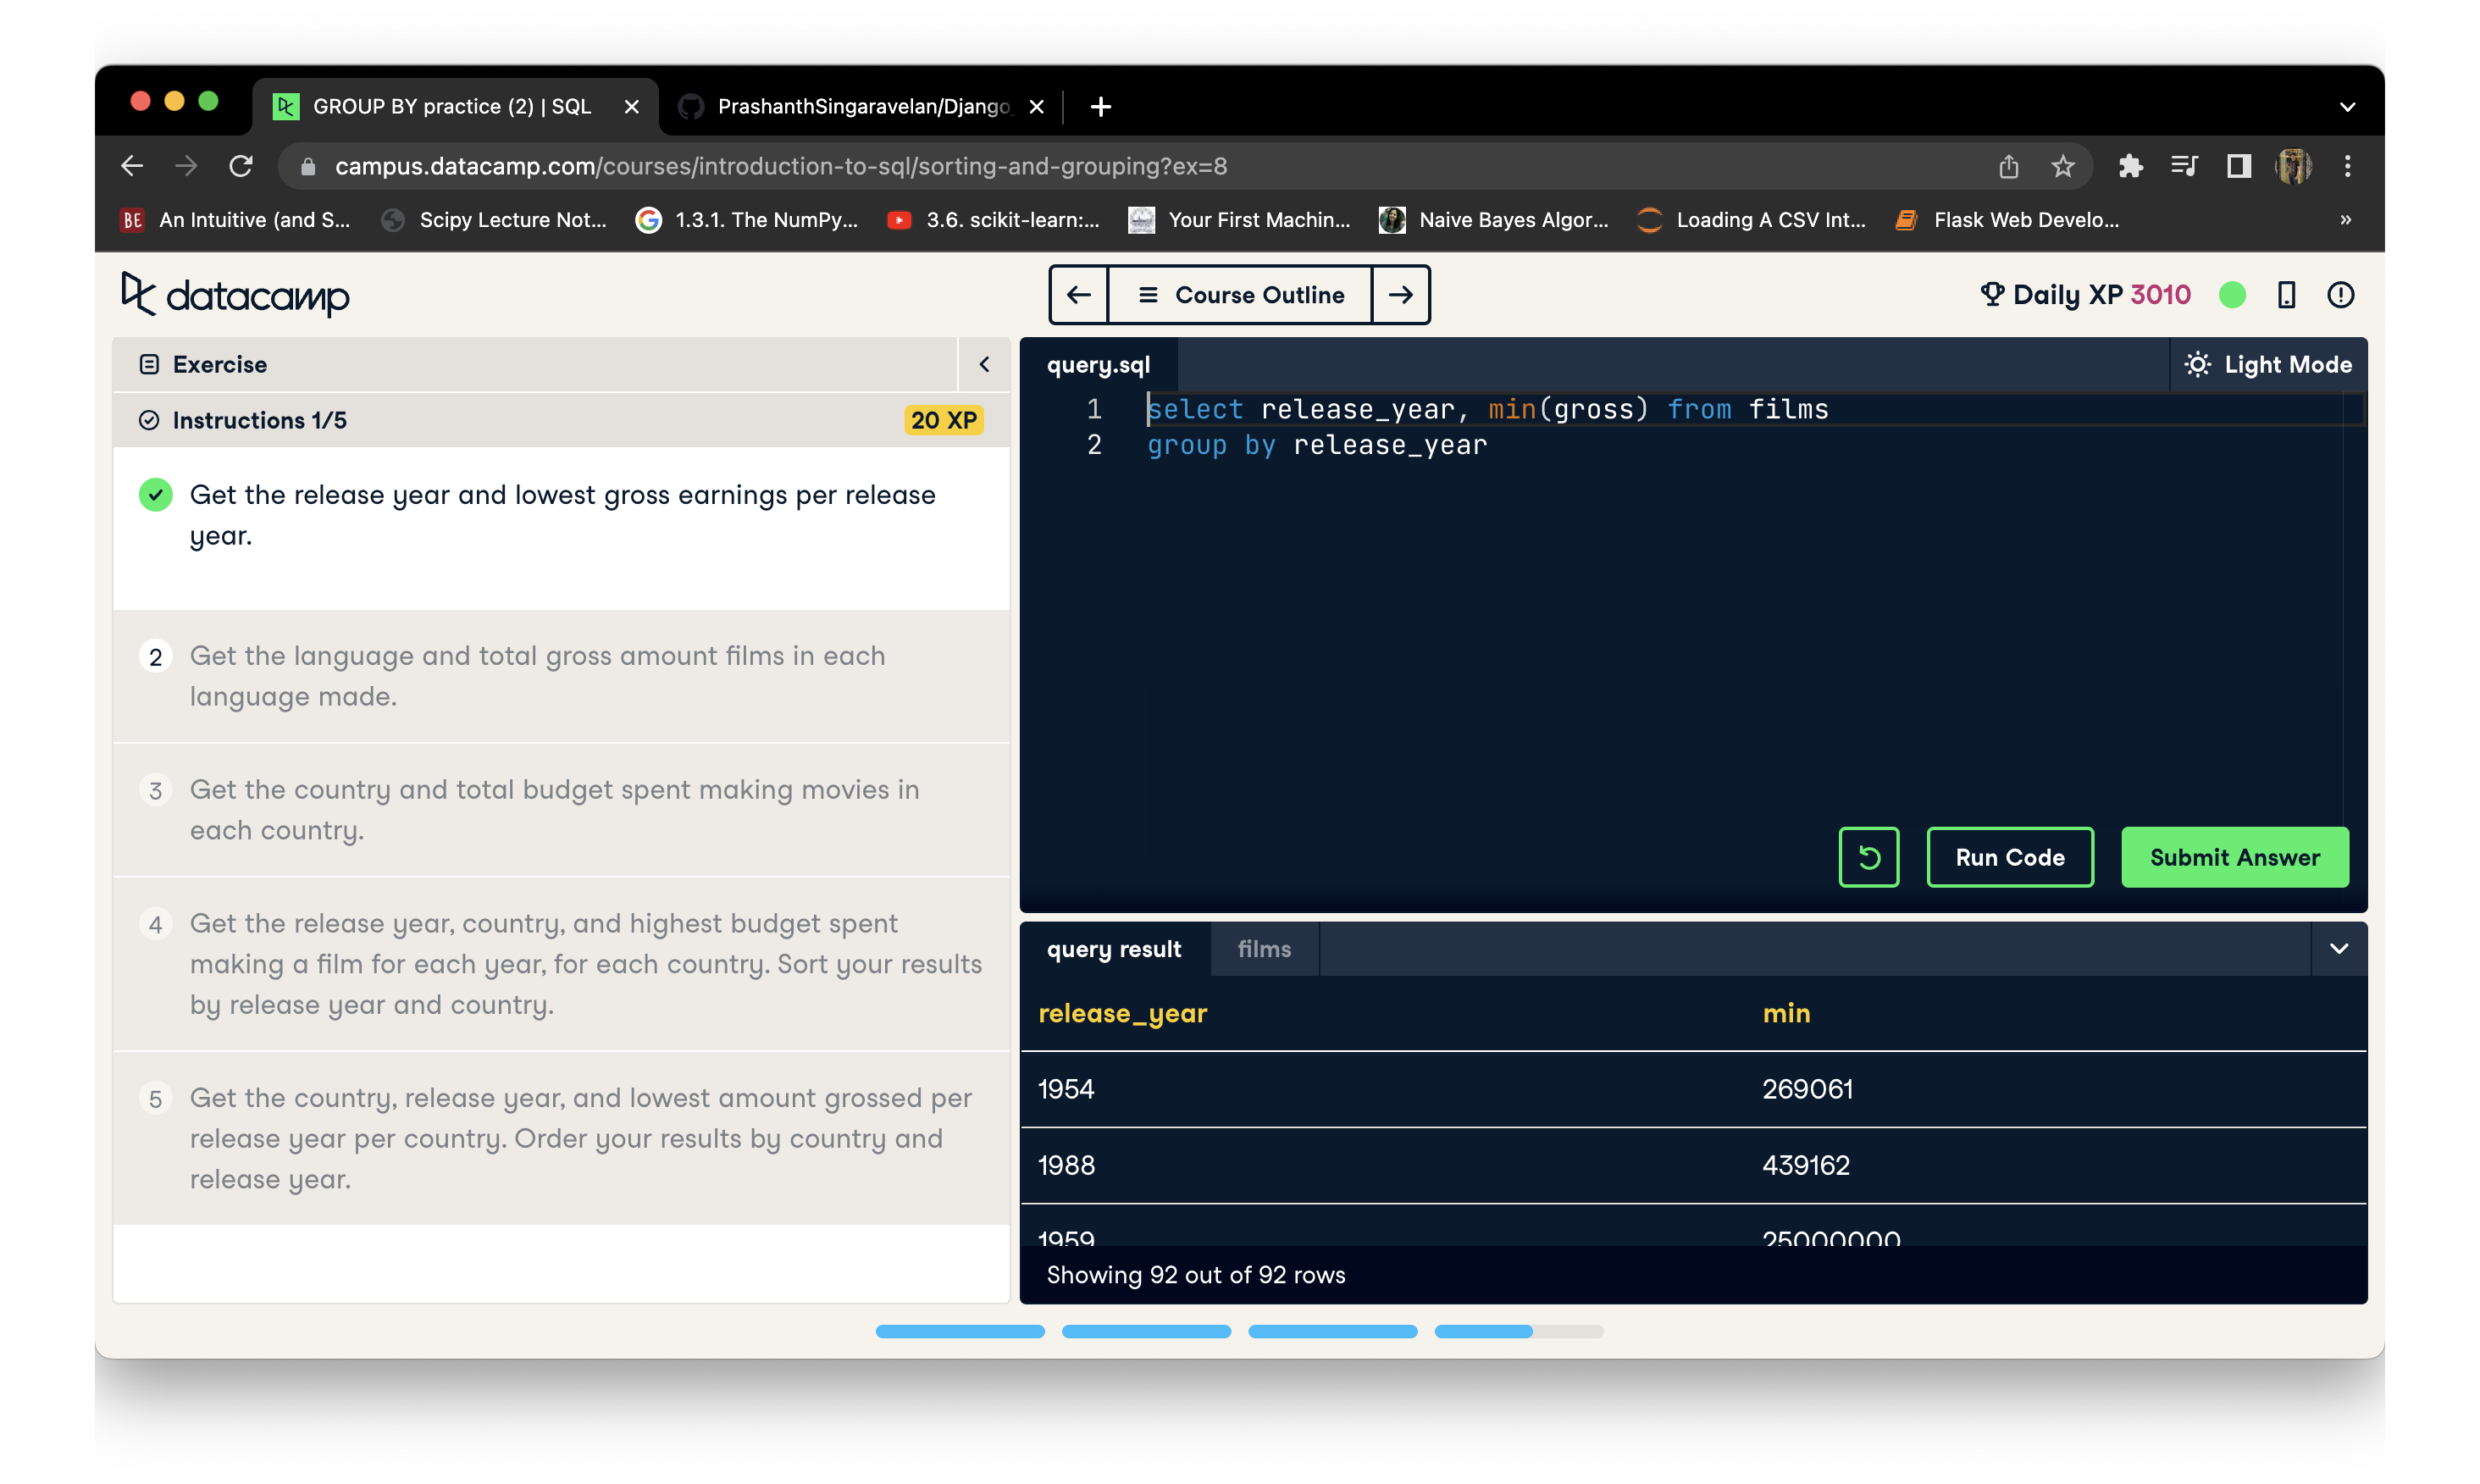 GROUP BY practice (2) | SQL
PrashanthSingaravelan/Django_
campus.datacamp.com/courses/introduction-to-sql/sorting-and-grouping?ex=8
BE An Intuitive (and S...
Scipy Lecture Not...
1.3.1. The NumPy...
3.6. scikit-learn:...
Your First Machin...
Naive Bayes Algor...
Loading A CSV Int...
Flask Web Develo...
»
datacamp
Course Outline
Daily XP 3010
Exercise
Instructions 1/5
20 XP
Get the release year and lowest gross earnings per release
year.
2 Get the language and total gross amount films in each
language made.
3 Get the country and total budget spent making movies in
each country.
4 Get the release year, country, and highest budget spent
making a film for each year, for each country. Sort your results
by release year and country.
5 Get the country, release year, and lowest amount grossed per
release year per country. Order your results by country and
release year.
query.sql
Light Mode
1 select release_year, min(gross) from films
2 group by release_year
Run Code
Submit Answer
query result
films
release_year min
1954 269061
1988 439162
1959 25000000
Showing 92 out of 92 rows